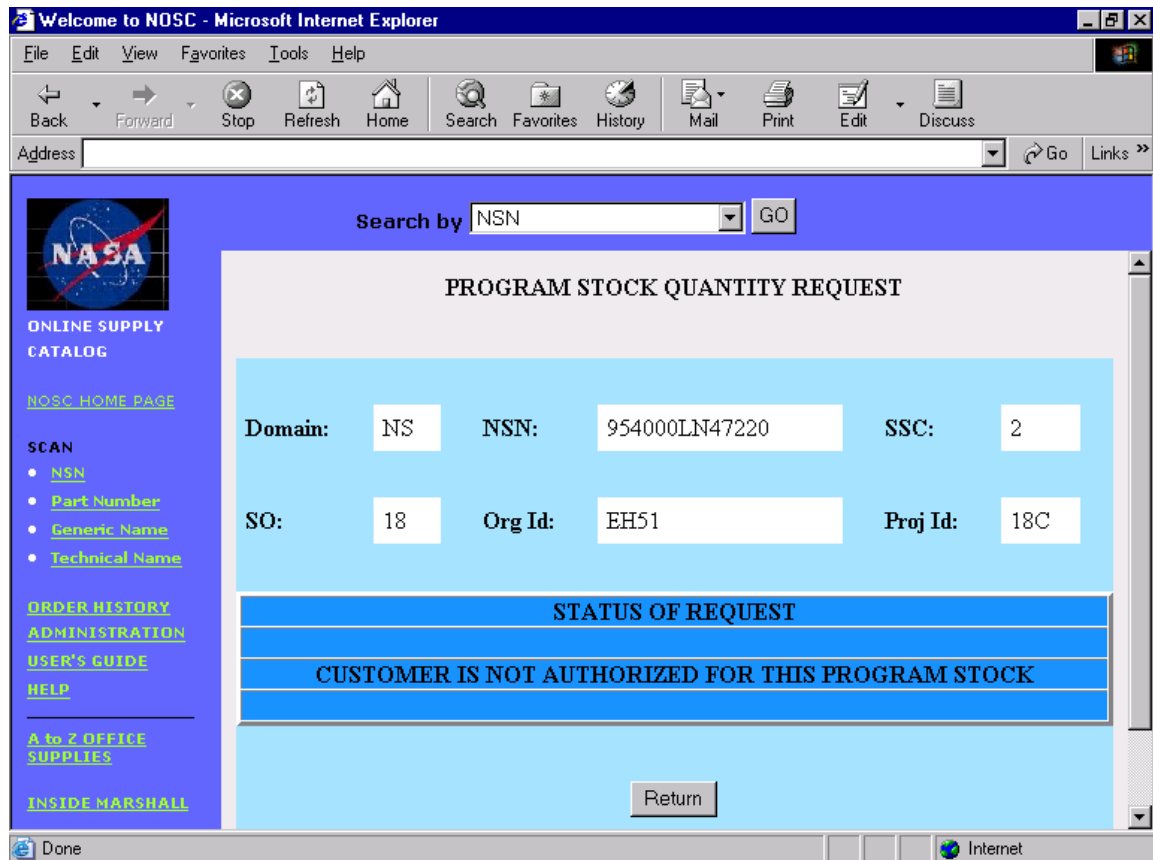 Welcome to NOSC - Microsoft Internet Explorer
File Edit View Favorites Tools Help
Back Forward Stop Refresh Home Search Favorites History Mail Print Edit Discuss
Address Go Links »
NASA
ONLINE SUPPLY
CATALOG
NOSC HOME PAGE
SCAN
• NSN
• Part Number
• Generic Name
• Technical Name
ORDER HISTORY
ADMINISTRATION
USER'S GUIDE
HELP
A to Z OFFICE
SUPPLIES
INSIDE MARSHALL
Search by NSN GO
PROGRAM STOCK QUANTITY REQUEST
Domain: NS NSN: 954000LN47220 SSC: 2
SO: 18 Org Id: EH51 Proj Id: 18C
STATUS OF REQUEST
CUSTOMER IS NOT AUTHORIZED FOR THIS PROGRAM STOCK
Return
Done Internet